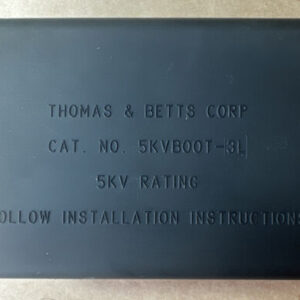 THOMAS & BETTS CORP
CAT. NO. 5KVBOOT-3L
5KV RATING
OLLOW INSTALLATION INSTRUCTIONS